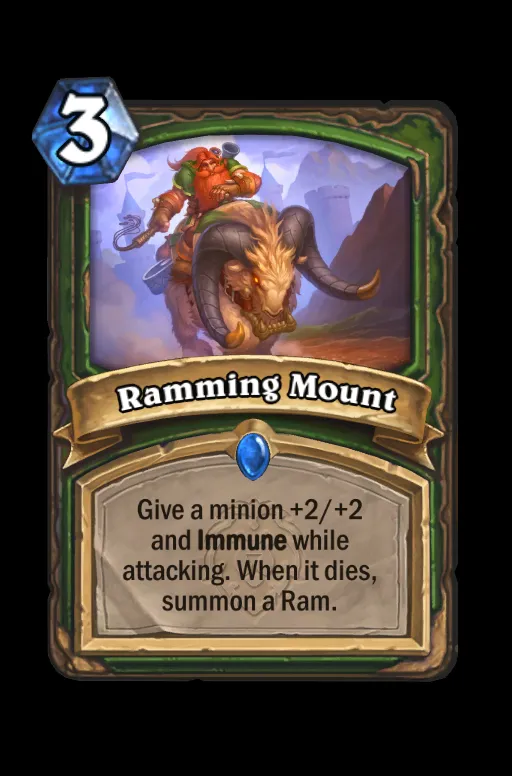 3
Ramming Mount
Give a minion +2/+2
and Immune while
attacking. When it dies,
summon a Ram.